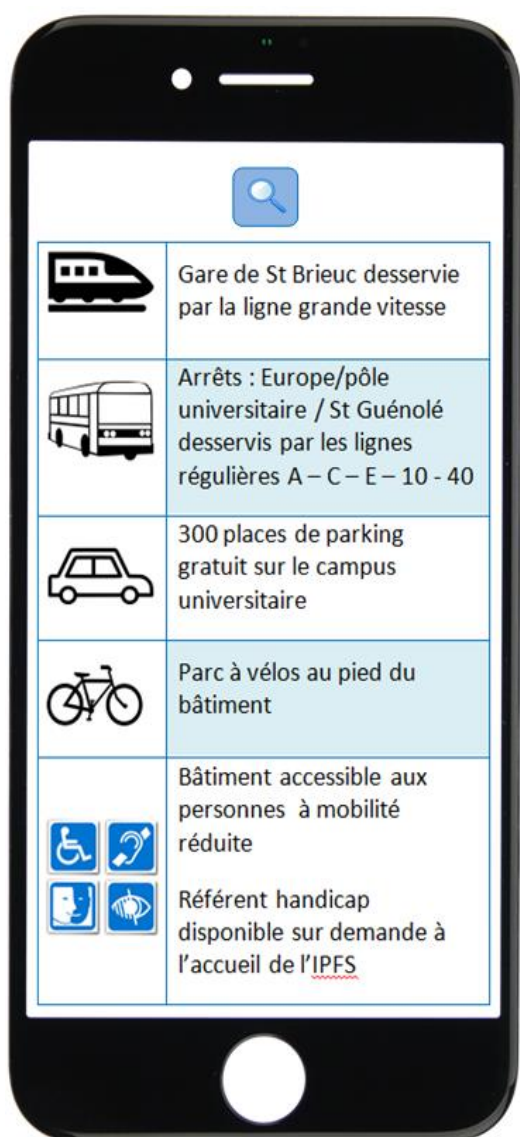 Gare de St Brieuc desservie
par la ligne grande vitesse
Arrêts : Europe/pôle
universitaire / St Guénolé
desservis par les lignes
régulières A – C – E – 10 - 40
300 places de parking
gratuit sur le campus
universitaire
Parc à vélos au pied du
bâtiment
Bâtiment accessible aux
personnes à mobilité
réduite
Référent handicap
disponible sur demande à
l'accueil de l'IPFS